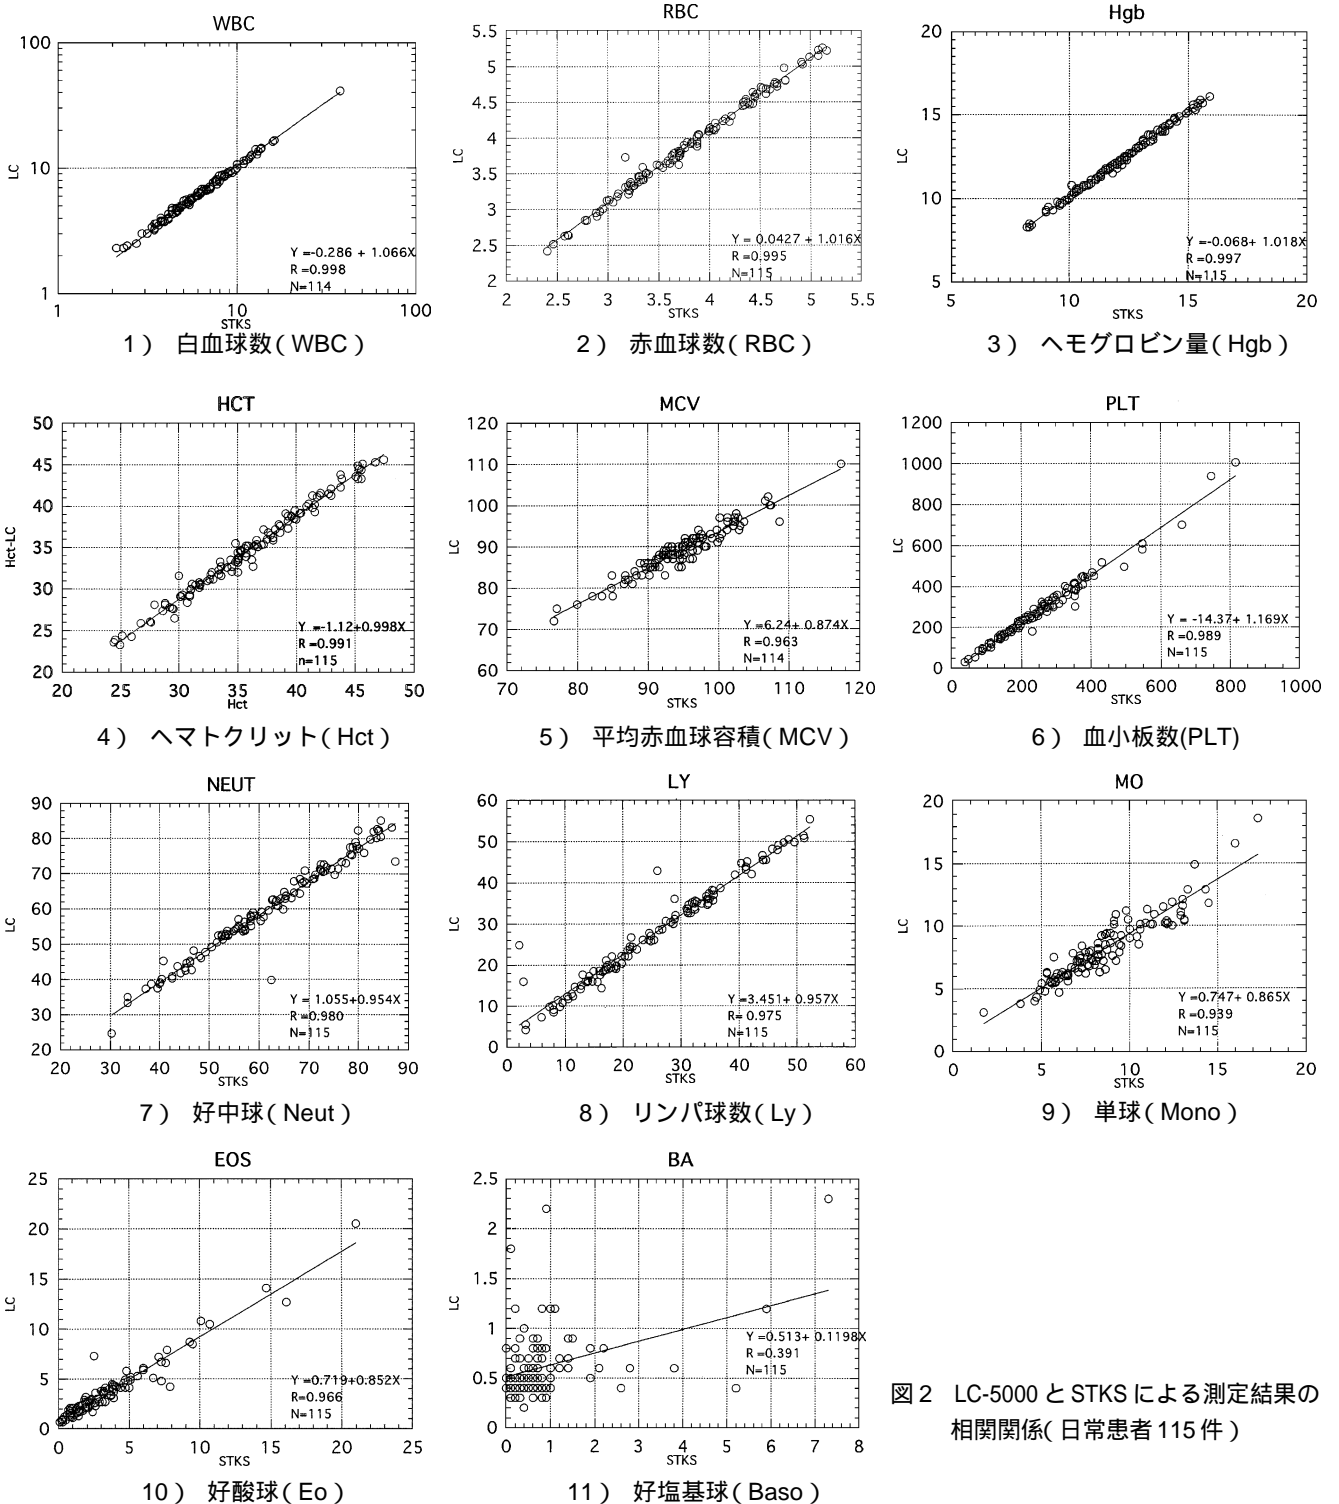 WBC
100
10
1
LC
1
10
100
STKS
Y =-0.286 + 1.066X
R =0.998
N=114
1） 白血球数（WBC）
RBC
5.5
5
4.5
4
3.5
3
2.5
2
LC
2
2.5
3
3.5
4
4.5
5
5.5
STKS
Y = 0.0427 + 1.016X
R =0.995
N=115
2） 赤血球数（RBC）
Hgb
20
15
10
5
LC
5
10
15
20
STKS
Y =-0.068+ 1.018X
R =0.997
N=115
3） ヘモグロビン量（Hgb）
HCT
50
45
40
35
30
25
20
Hct-LC
20
25
30
35
40
45
50
Hct
Y =-1.12+0.998X
R =0.991
n=115
4） ヘマトクリット（Hct）
MCV
120
110
100
90
80
70
60
LC
70
80
90
100
110
120
STKS
Y=6.24+ 0.874X
R =0.963
N=114
5） 平均赤血球容積（MCV）
PLT
1200
1000
800
600
400
200
0
LC
0
200
400
600
800
1000
STKS
Y = -14.37+ 1.169X
R =0.989
N=115
6） 血小板数(PLT)
NEUT
90
80
70
60
50
40
30
20
LC
20
30
40
50
60
70
80
90
STKS
Y = 1.055+0.954X
R =0.980
N=115
7） 好中球（Neut）
LY
60
50
40
30
20
10
0
LC
0
10
20
30
40
50
60
STKS
Y=3.451+ 0.957X
R= 0.975
N=115
8） リンパ球数（Ly）
MO
20
15
10
5
0
LC
0
5
10
15
20
STKS
Y =0.747+ 0.865X
R =0.939
N=115
9） 単球（Mono）
EOS
25
20
15
10
5
0
LC
0
5
10
15
20
25
STKS
Y =0.719+0.852X
R=0.966
N=115
10） 好酸球（Eo）
BA
2.5
2
1.5
1
0.5
0
LC
0
1
2
3
4
5
6
7
8
STKS
Y =0.513+ 0.1198X
R =0.391
N=115
11） 好塩基球（Baso）
図2 LC-5000とSTKSによる測定結果の
相関関係（日常患者115件）